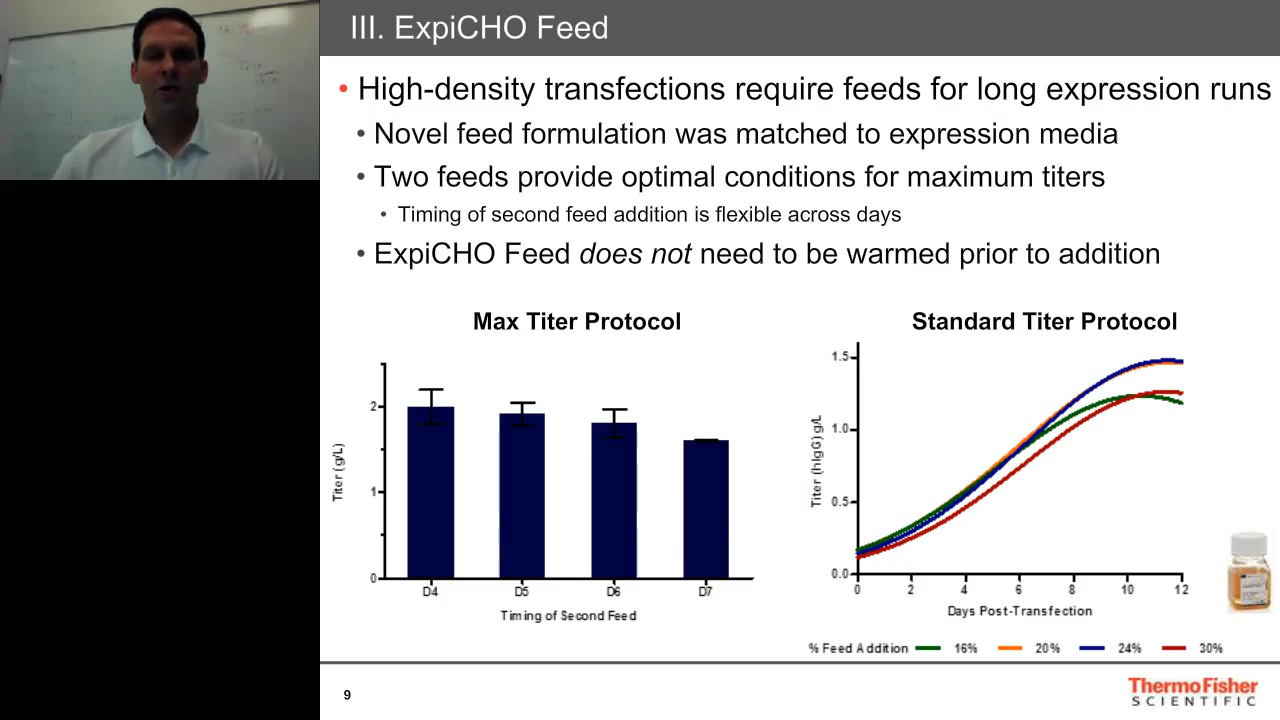 III. ExpiCHO Feed
• High-density transfections require feeds for long expression runs
• Novel feed formulation was matched to expression media
• Two feeds provide optimal conditions for maximum titers
• Timing of second feed addition is flexible across days
• ExpiCHO Feed does not need to be warmed prior to addition
Max Titer Protocol
Titer (g/L)
2
1
0
D4 D5 D6 D7
Timing of Second Feed
Standard Titer Protocol
Titer (hIgG) g/L
1.5
1.0
0.5
0.0
0 2 4 6 8 10 12
Days Post-Transfection
% Feed Addition 16% 20% 24% 30%
9
ThermoFisher
SCIENTIFIC